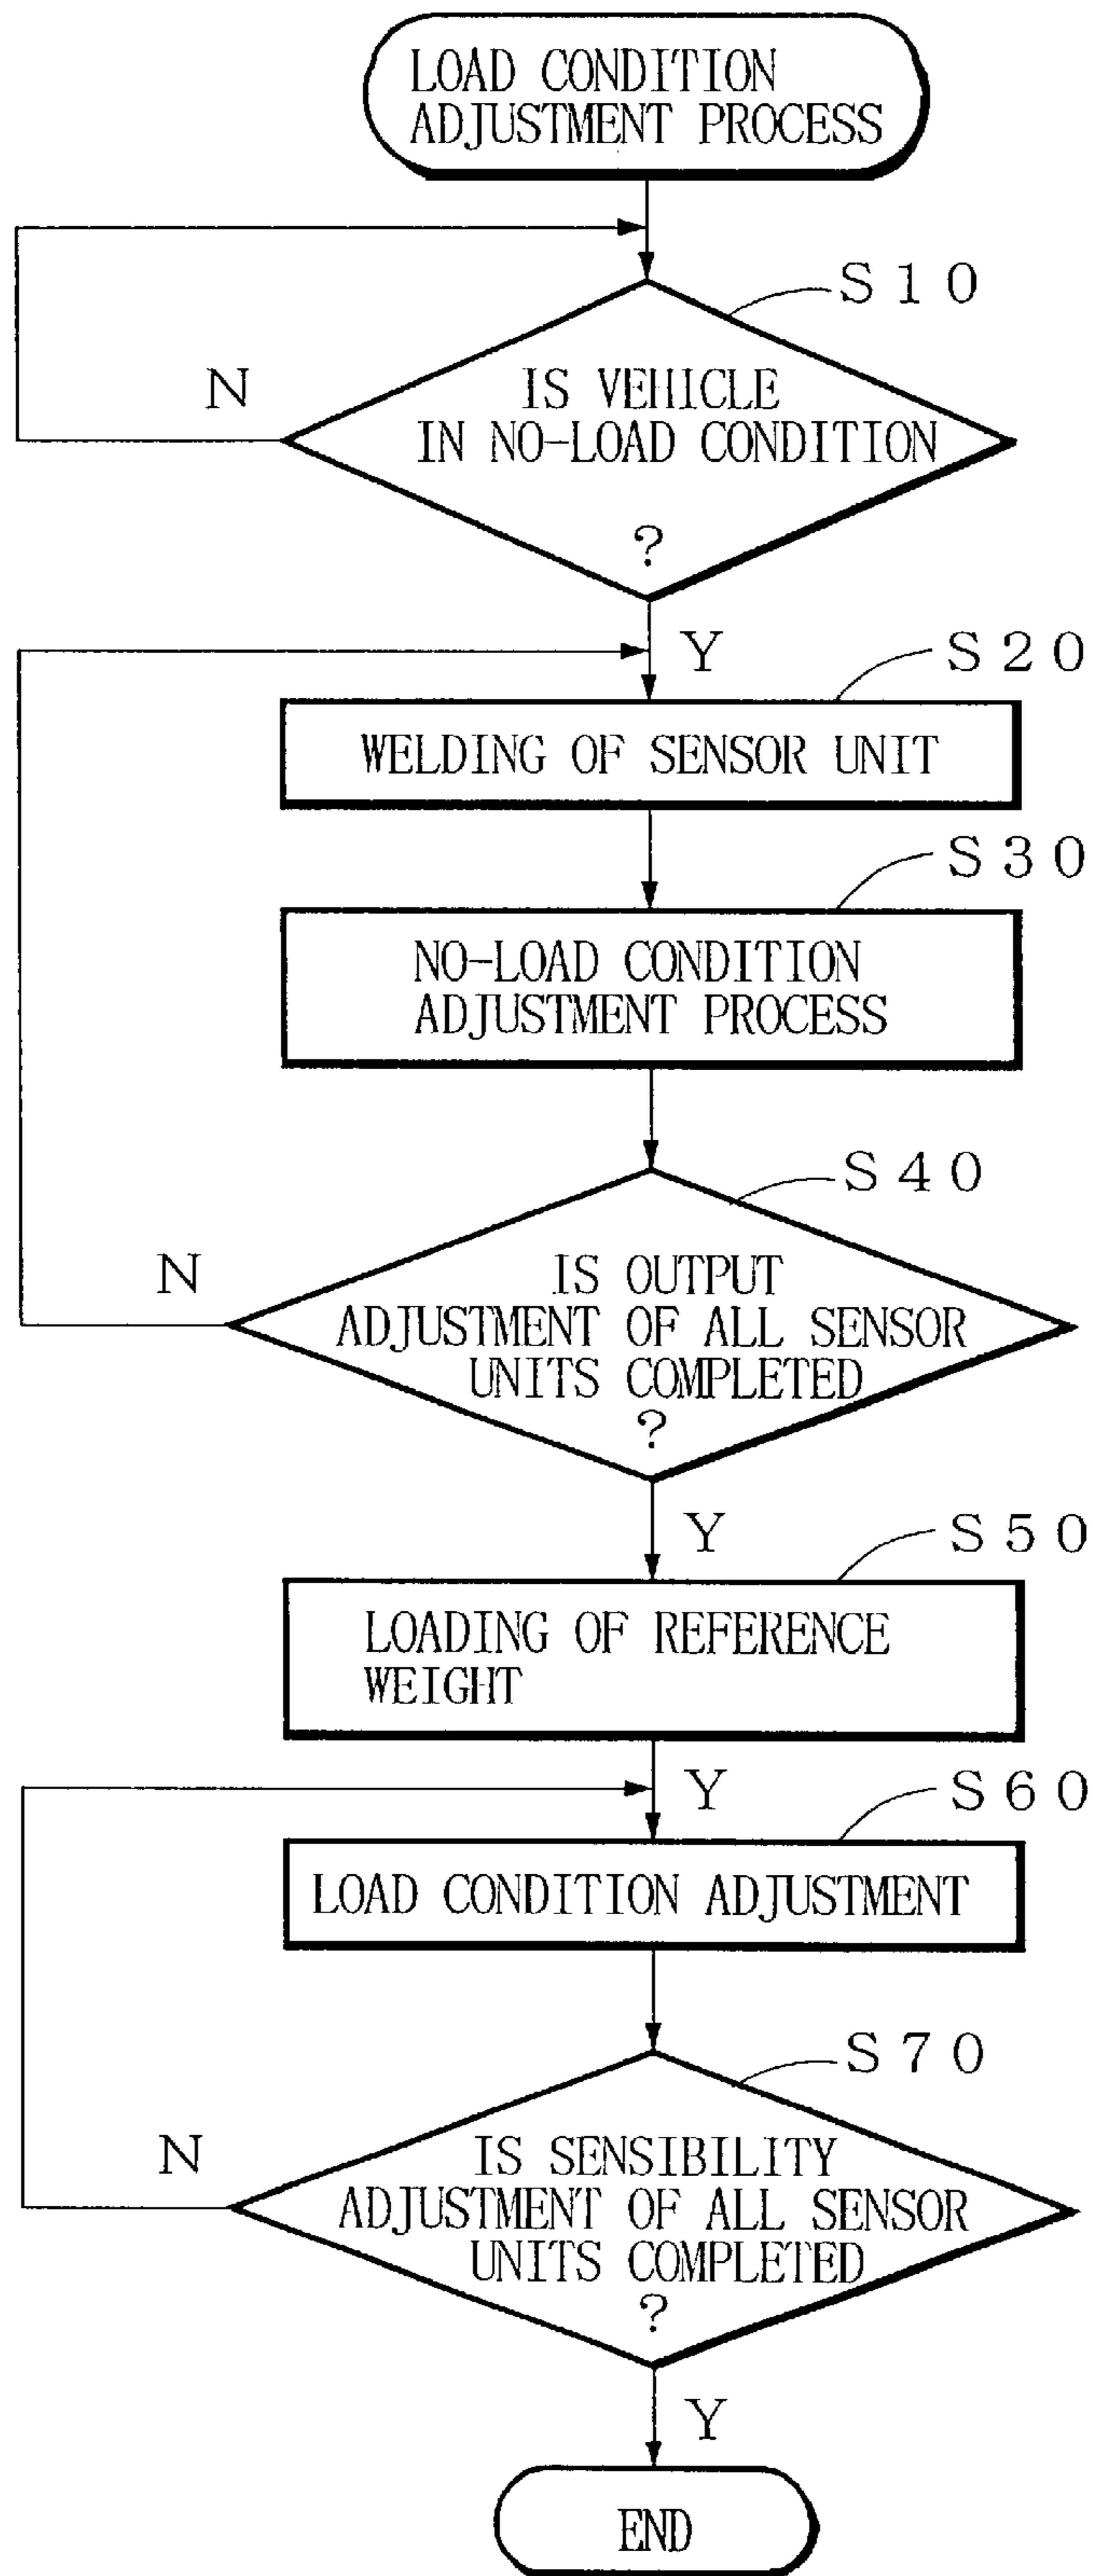 LOAD CONDITION
ADJUSTMENT PROCESS
S10
N
IS VEHICLE
IN NO-LOAD CONDITION
?
Y
S20
WELDING OF SENSOR UNIT
S30
NO-LOAD CONDITION
ADJUSTMENT PROCESS
S40
N
IS OUTPUT
ADJUSTMENT OF ALL SENSOR
UNITS COMPLETED
?
Y
S50
LOADING OF REFERENCE
WEIGHT
Y
S60
LOAD CONDITION ADJUSTMENT
S70
N
IS SENSIBILITY
ADJUSTMENT OF ALL SENSOR
UNITS COMPLETED
?
Y
END